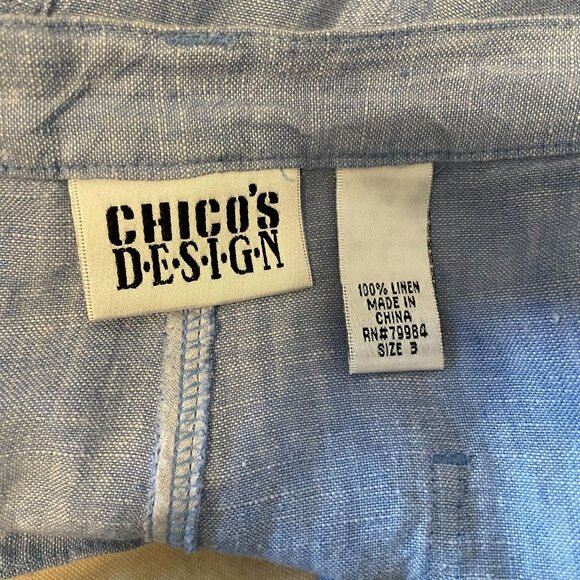 CHICO'S
D•E•S•I•G•N
100% LINEN
MADE IN
CHINA
RN#79984
SIZE 3